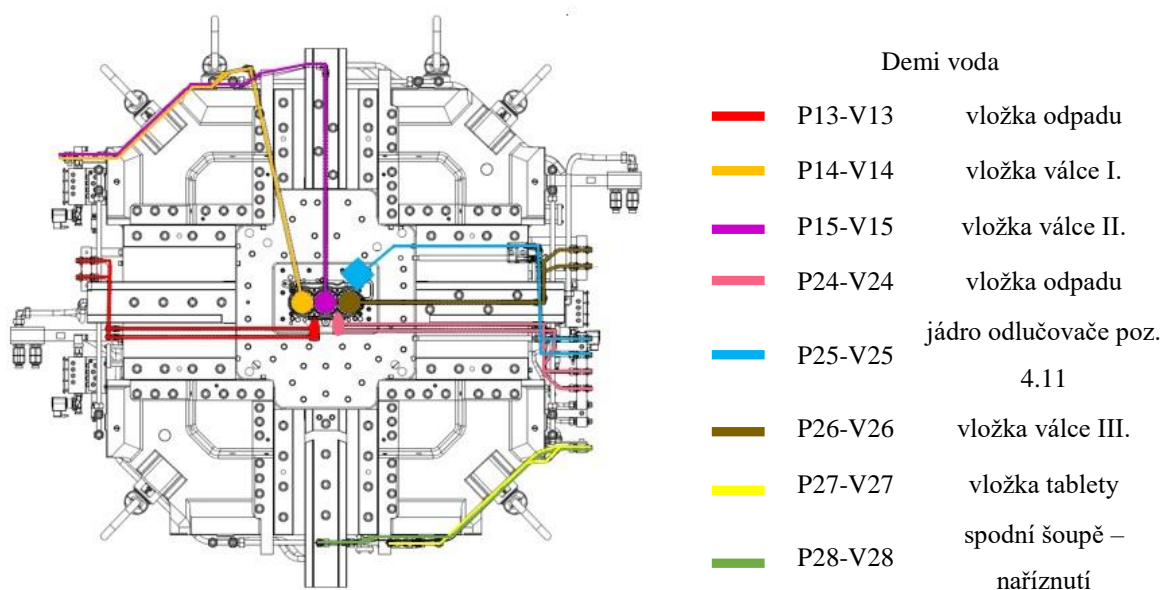 Demi voda
P13-V13 vložka odpadu
P14-V14 vložka válce I.
P15-V15 vložka válce II.
P24-V24 vložka odpadu
P25-V25 jádro odlučovače poz.
4.11
P26-V26 vložka válce III.
P27-V27 vložka tablety
P28-V28 spodní šoupě –
naříznutí